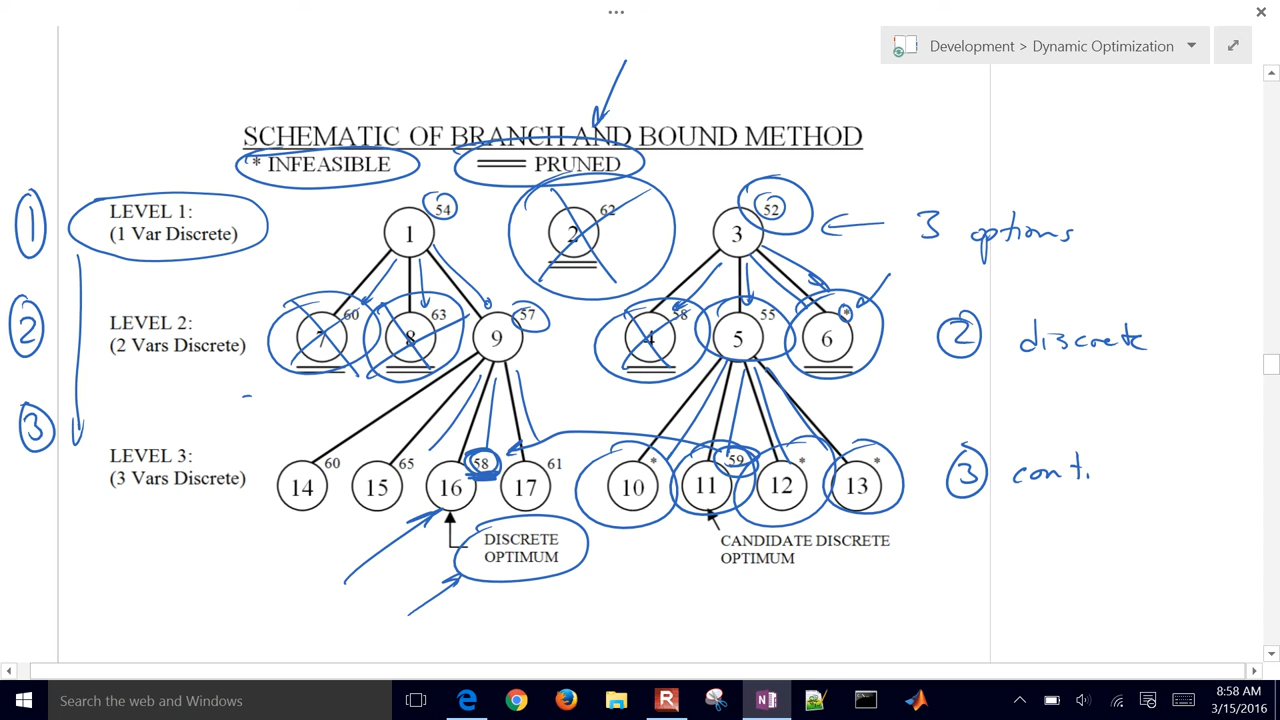 Development > Dynamic Optimization
SCHEMATIC OF BRANCH AND BOUND METHOD
* INFEASIBLE
PRUNED
1
LEVEL 1:
(1 Var Discrete)
1 54
2 62
3 52
3 options
2
LEVEL 2:
(2 Vars Discrete)
7 60
8 63
9 57
4 58
5 55
6 *
2 discrete
3
LEVEL 3:
(3 Vars Discrete)
14 60
15 65
16 58
17 61
10 *
11 59
12 *
13 *
3 cont.
DISCRETE
OPTIMUM
CANDIDATE DISCRETE
OPTIMUM
Search the web and Windows
8:58 AM
3/15/2016